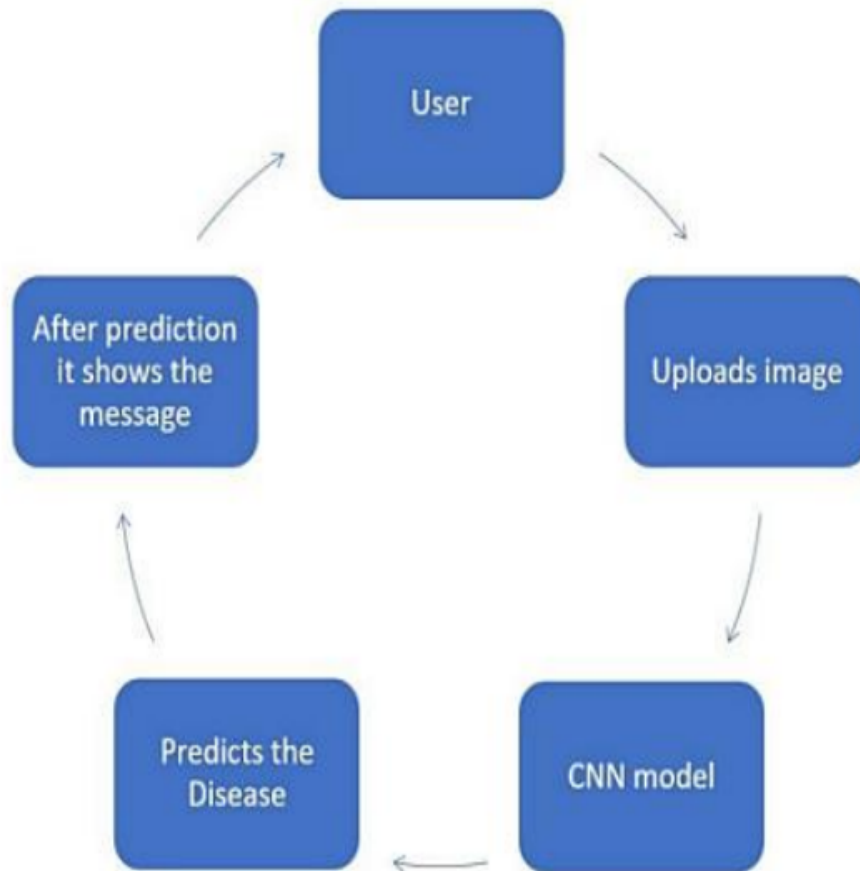 User
Uploads image
CNN model
Predicts the
Disease
After prediction
it shows the
message